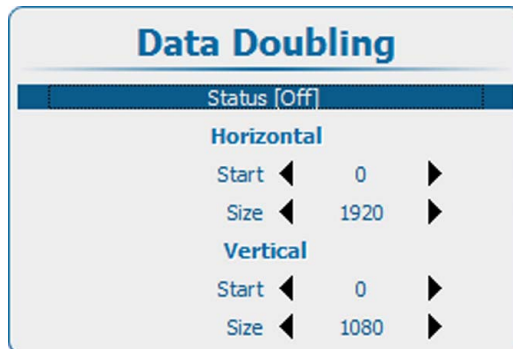 Data Doubling
Status [Off]
Horizontal
Start 0
Size 1920
Vertical
Start 0
Size 1080